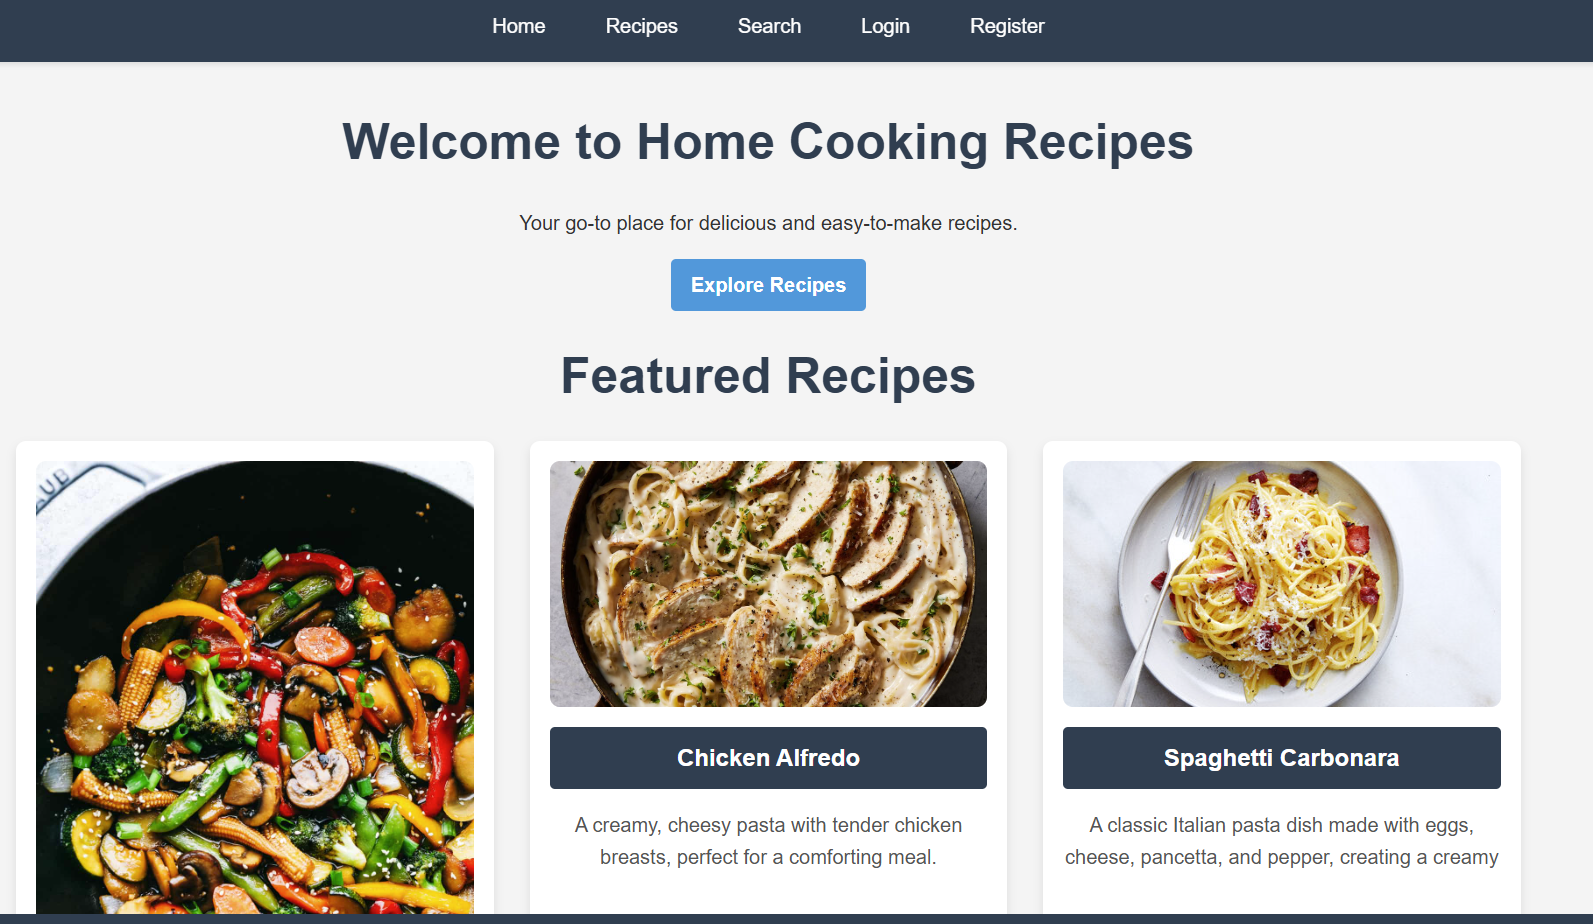 Home Recipes Search Login Register
Welcome to Home Cooking Recipes
Your go-to place for delicious and easy-to-make recipes.
Explore Recipes
Featured Recipes
UB
Chicken Alfredo
A creamy, cheesy pasta with tender chicken
breasts, perfect for a comforting meal.
Spaghetti Carbonara
A classic Italian pasta dish made with eggs,
cheese, pancetta, and pepper, creating a creamy